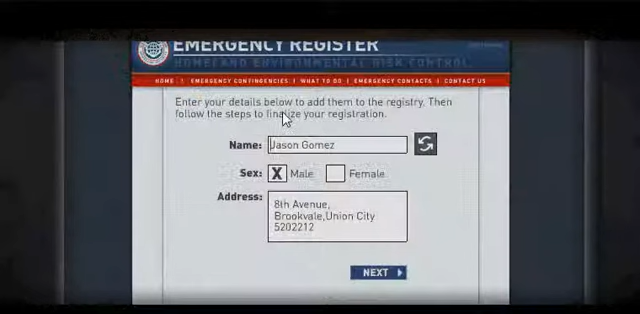 EMERGENCY REGISTER
HOMELAND ENVIRONMENTAL RISK CONTROL
HOME | EMERGENCY CONTINGENCIES | WHAT TO DO | EMERGENCY CONTACTS | CONTACT US
Enter your details below to add them to the registry. Then
follow the steps to finalize your registration.
Name: Jason Gomez
Sex: X Male Female
Address: 8th Avenue,
Brookvale,Union City
5202212
NEXT